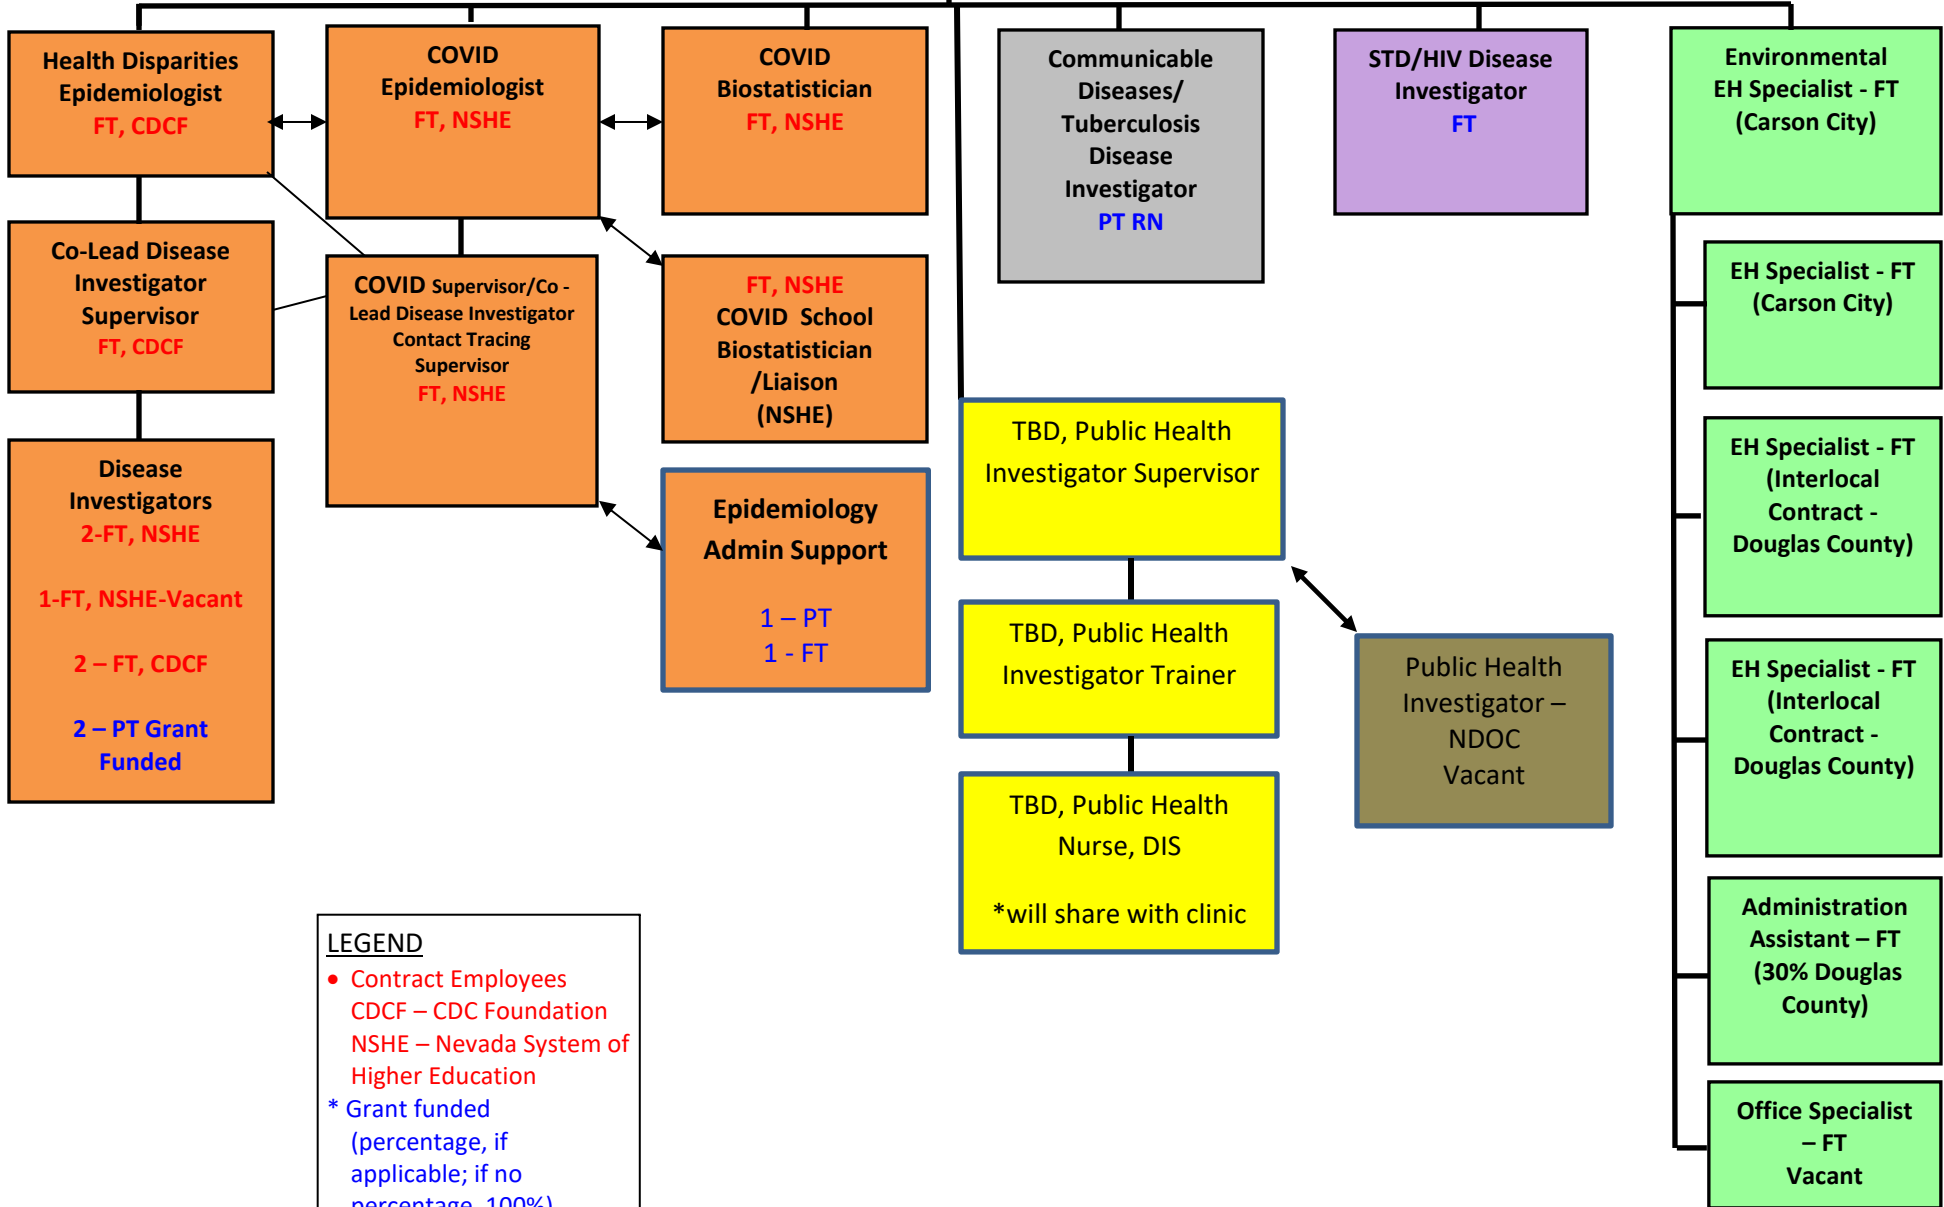 Health Disparities
Epidemiologist
FT, CDCF
COVID
Epidemiologist
FT, NSHE
COVID
Biostatistician
FT, NSHE
Communicable
Diseases/
Tuberculosis
Disease
Investigator
PT RN
STD/HIV Disease
Investigator
FT
Environmental
EH Specialist - FT
(Carson City)
Co-Lead Disease
Investigator
Supervisor
FT, CDCF
COVID Supervisor/Co -
Lead Disease Investigator
Contact Tracing
Supervisor
FT, NSHE
FT, NSHE
COVID  School
Biostatistician
/Liaison
(NSHE)
EH Specialist - FT
(Carson City)
Disease
Investigators
2-FT, NSHE
1-FT, NSHE-Vacant
2 – FT, CDCF
2 – PT Grant
Funded
Epidemiology
Admin Support
1 – PT
1 - FT
TBD, Public Health
Investigator Supervisor
TBD, Public Health
Investigator Trainer
TBD, Public Health
Nurse, DIS
*will share with clinic
Public Health
Investigator –
NDOC
Vacant
EH Specialist - FT
(Interlocal
Contract -
Douglas County)
EH Specialist - FT
(Interlocal
Contract -
Douglas County)
Administration
Assistant – FT
(30% Douglas
County)
Office Specialist
– FT
Vacant
LEGEND
• Contract Employees
CDCF – CDC Foundation
NSHE – Nevada System of
Higher Education
* Grant funded
(percentage, if
applicable; if no
percentage, 100%)